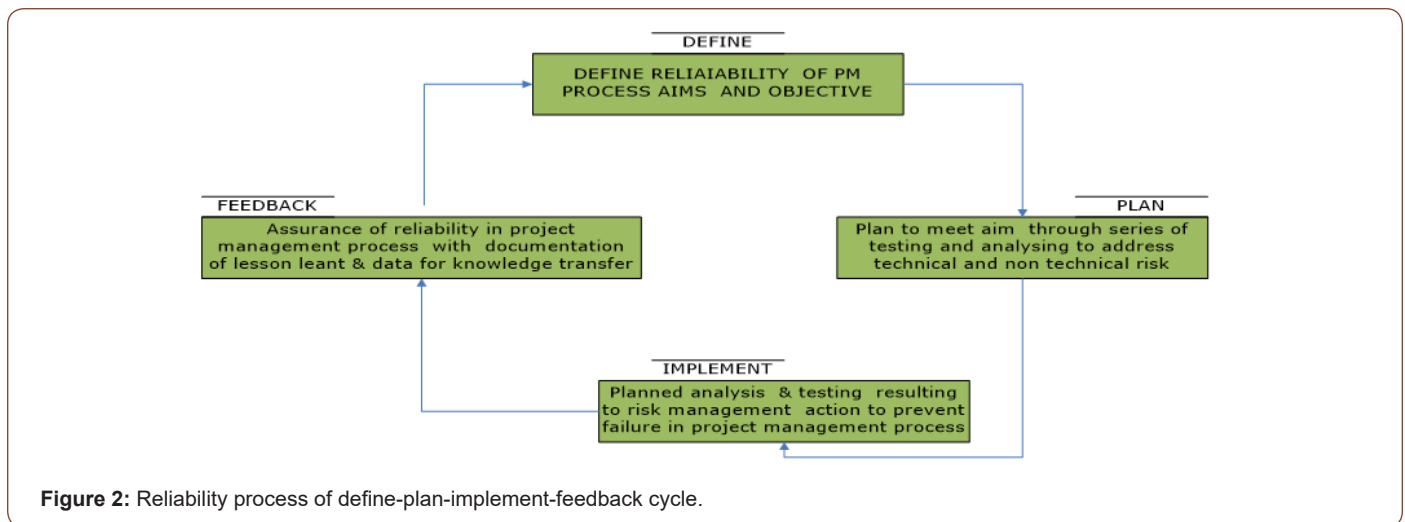 DEFINE
DEFINE RELIAIABILITY OF PM
PROCESS AIMS AND OBJECTIVE
FEEDBACK
Assurance of reliability in project
management process with documentation
of lesson leant & data for knowledge transfer
PLAN
Plan to meet aim through series of
testing and analysing to address
technical and non technical risk
IMPLEMENT
Planned analysis & testing resulting
to risk management action to prevent
failure in project management process
Figure 2: Reliability process of define-plan-implement-feedback cycle.